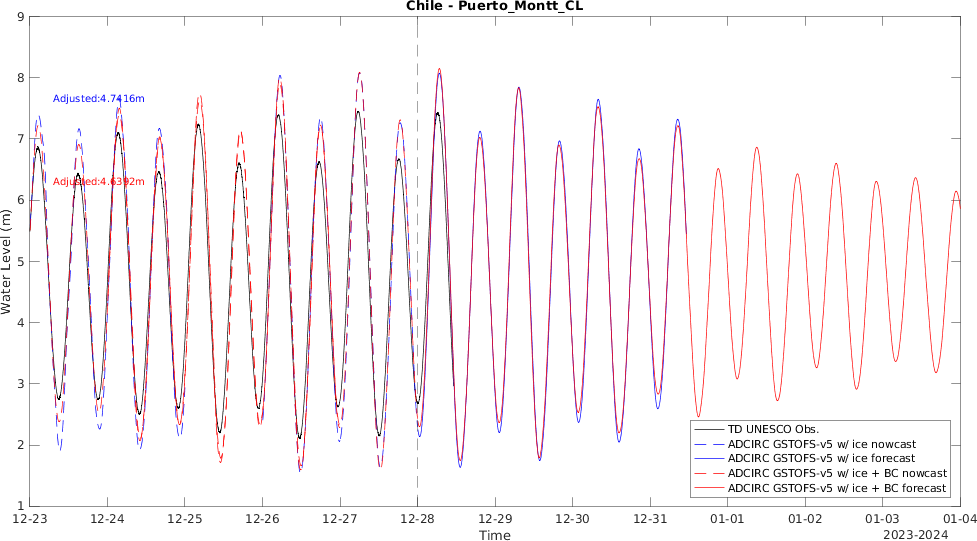 Chile - Puerto_Montt_CL
9
8
7
6
5
4
3
2
1
Water Level (m)
Adjusted:4.7416m
Adjusted:4.6392m
TD UNESCO Obs.
ADCIRC GSTOFS-v5 w/ ice nowcast
ADCIRC GSTOFS-v5 w/ ice forecast
ADCIRC GSTOFS-v5 w/ ice + BC nowcast
ADCIRC GSTOFS-v5 w/ ice + BC forecast
12-23 12-24 12-25 12-26 12-27 12-28 12-29 12-30 12-31 01-01 01-02 01-03 01-04
Time
2023-2024